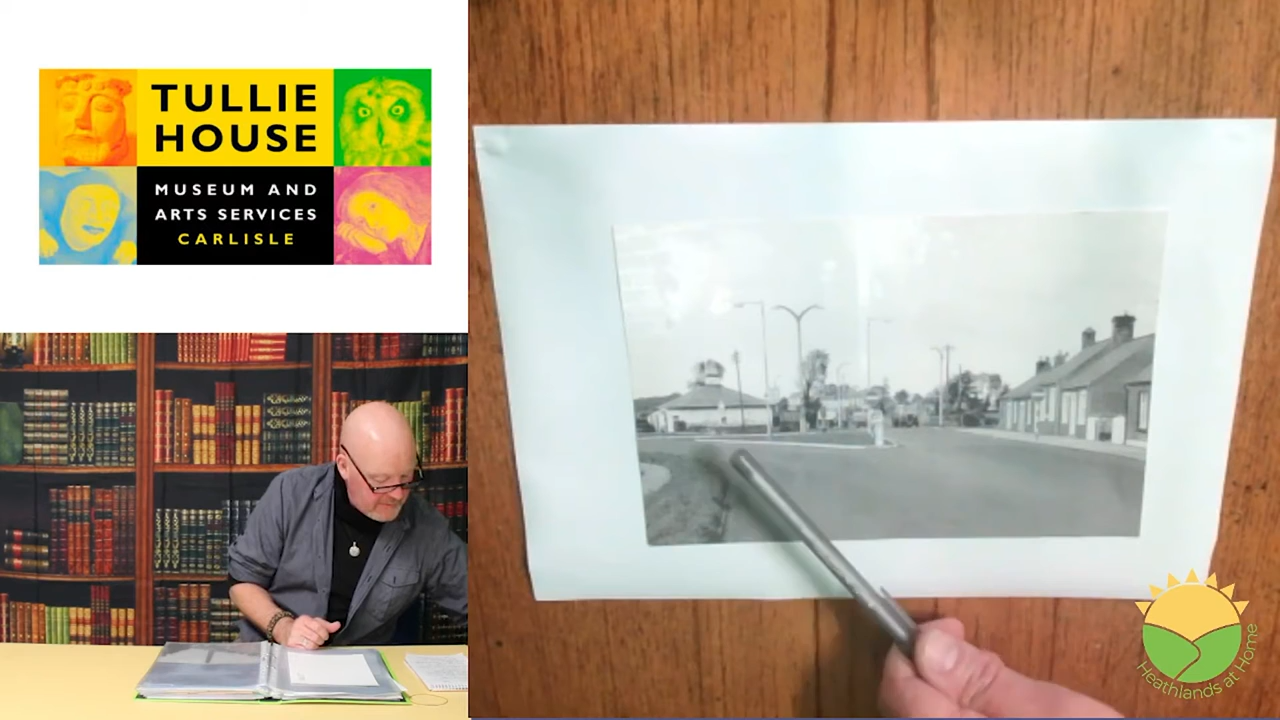 TULLIE
HOUSE
MUSEUM AND
ARTS SERVICES
CARLISLE
Heathlands at Home